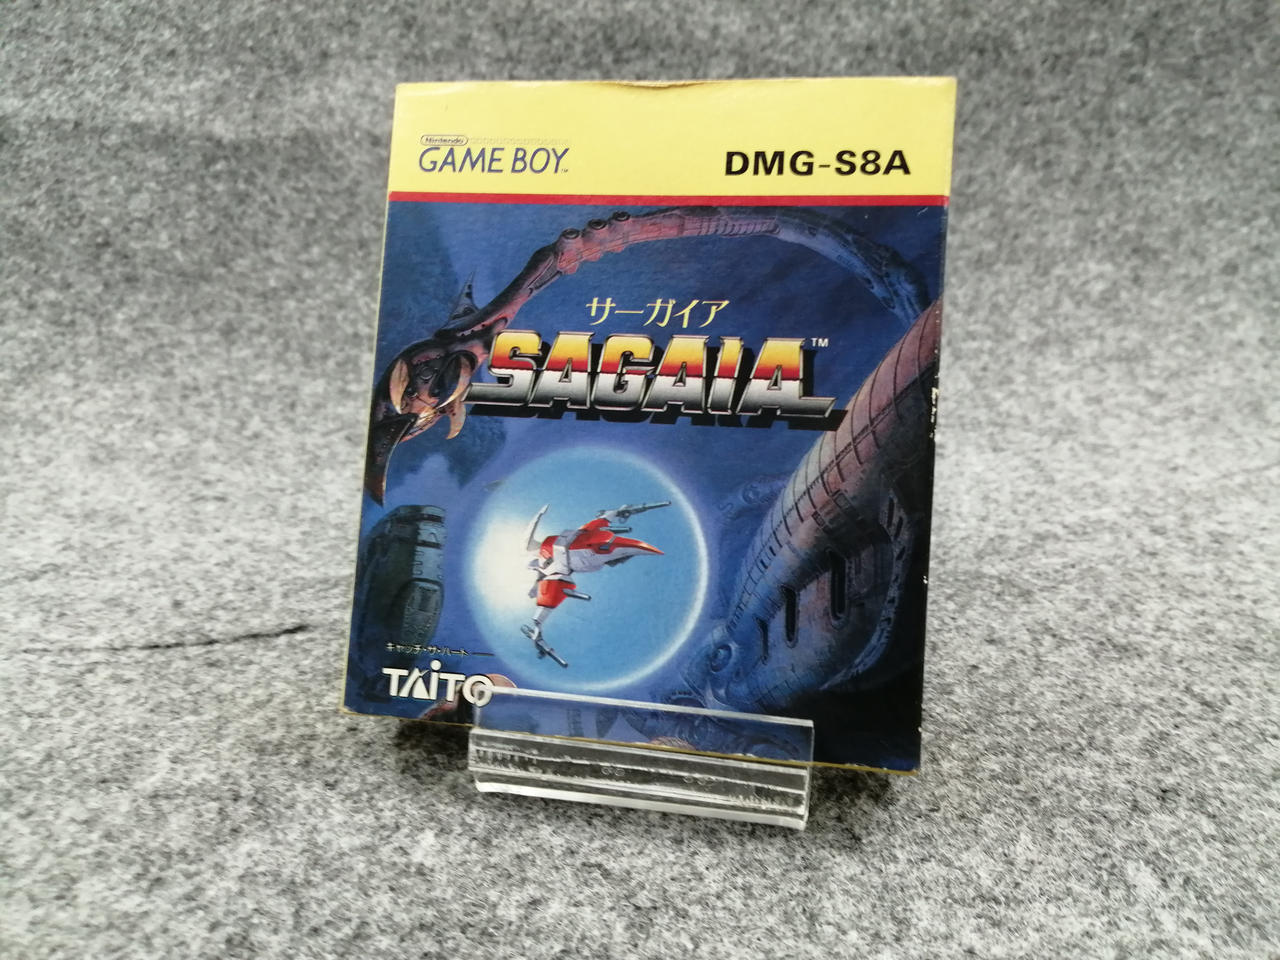 Nintendo
GAME BOY™
DMG-S8A
サーガイア
SAGAIA™
キャッチ・ザ・ハート
TAITO